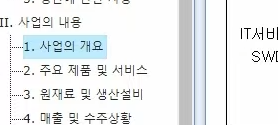 II. 사업의 내용
1. 사업의 개요
2. 주요 제품 및 서비스
3. 원재료 및 생산설비
4. 매출 및 수주상황
IT서비
SWD